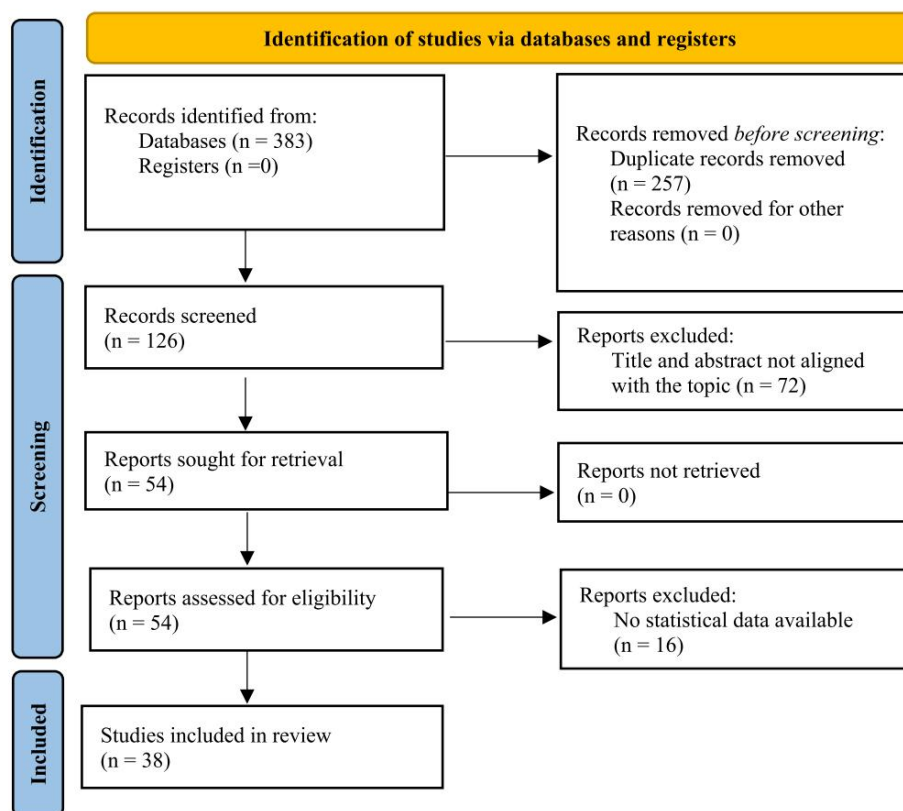 Identification of studies via databases and registers
Identification
Records identified from:
Databases (n = 383)
Registers (n =0)
Records removed before screening:
Duplicate records removed
(n = 257)
Records removed for other
reasons (n = 0)
Screening
Records screened
(n = 126)
Reports excluded:
Title and abstract not aligned
with the topic (n = 72)
Reports sought for retrieval
(n = 54)
Reports not retrieved
(n = 0)
Reports assessed for eligibility
(n = 54)
Reports excluded:
No statistical data available
(n = 16)
Included
Studies included in review
(n = 38)